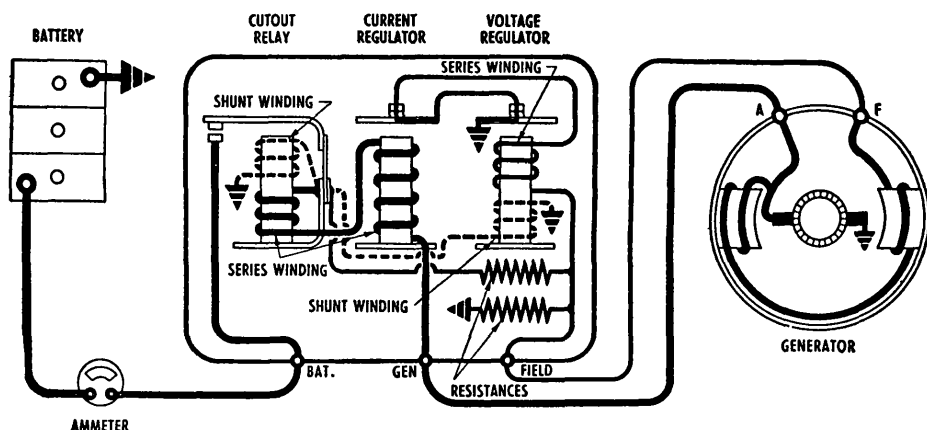 CUTOUT
RELAY
CURRENT
REGULATOR
VOLTAGE
REGULATOR
BATTERY
SERIES WINDING
SHUNT WINDING
A
F
SERIES WINDING
SHUNT WINDING
GENERATOR
BAT.
GEN
FIELD
RESISTANCES
AMMETER